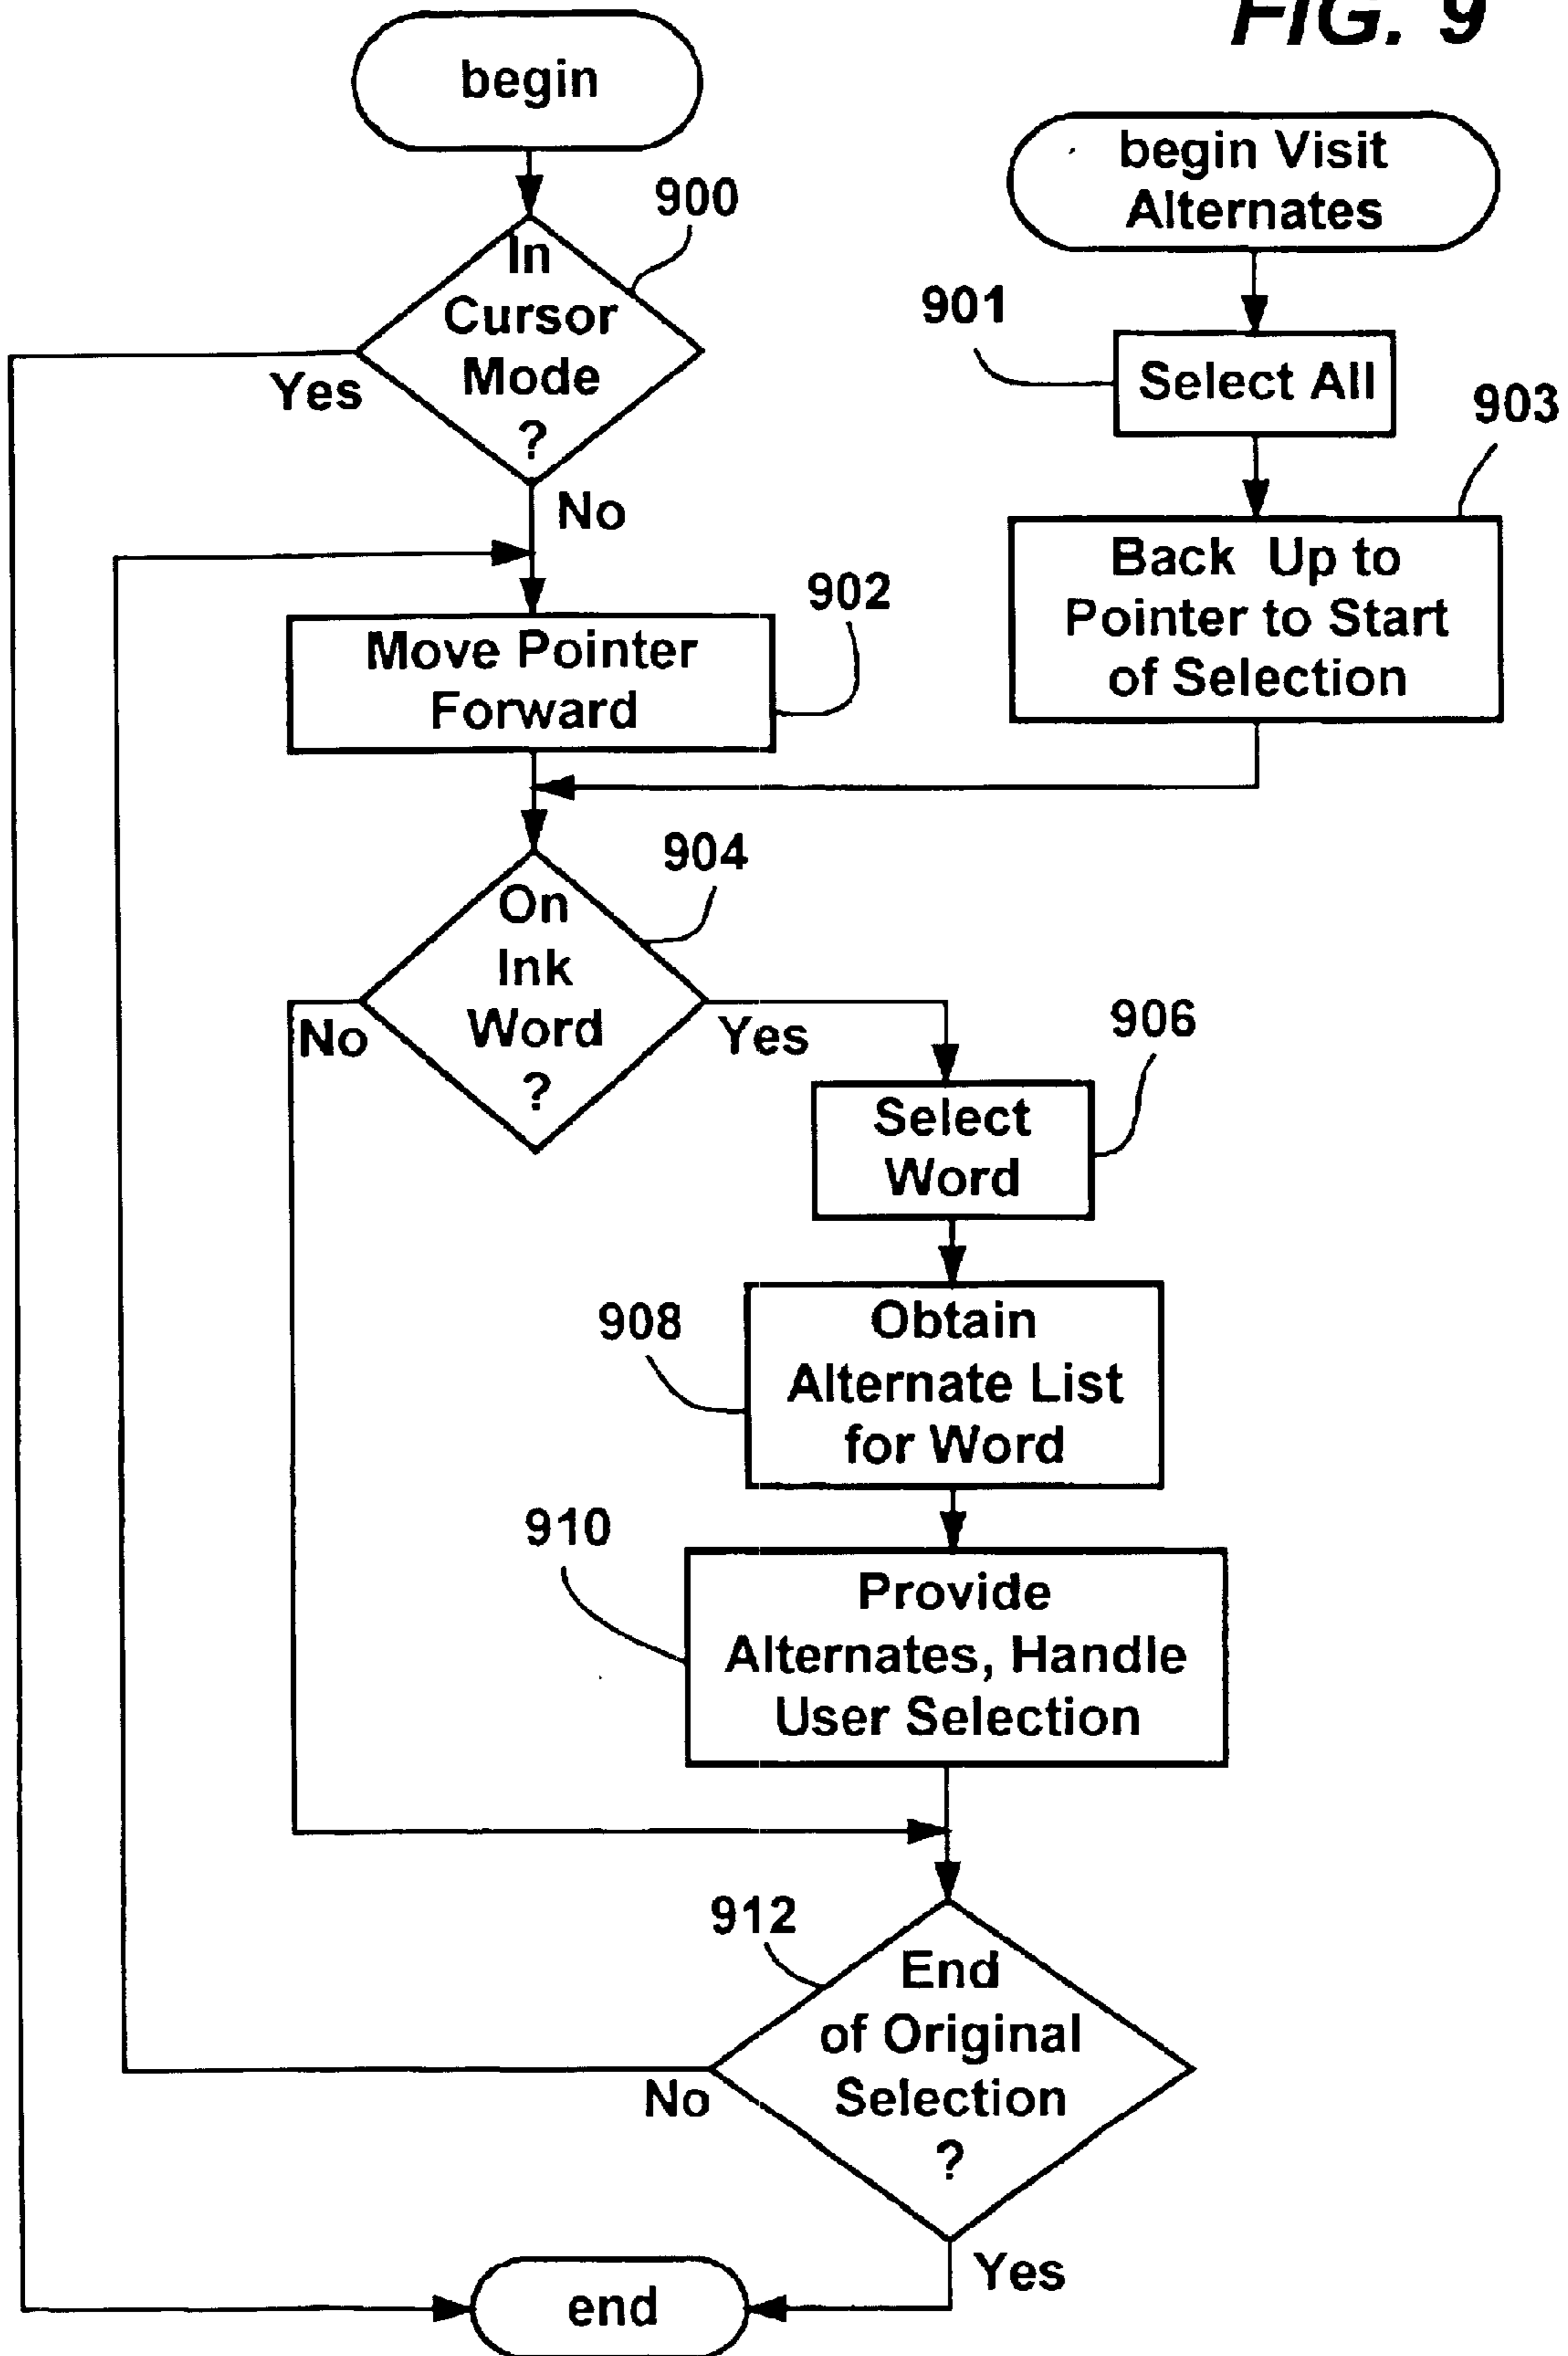 FIG. 9
begin
begin Visit
Alternates
900
In
Cursor
Mode
?
Yes
No
901
Select All
903
Back Up to
Pointer to Start
of Selection
902
Move Pointer
Forward
904
On
Ink
Word
?
No
Yes
906
Select
Word
908
Obtain
Alternate List
for Word
910
Provide
Alternates, Handle
User Selection
912
End
of Original
Selection
?
No
Yes
end